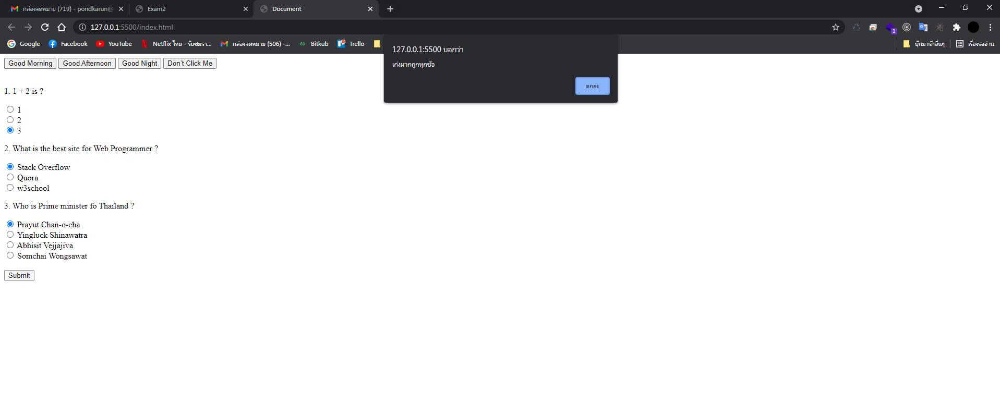 กล่องจดหมาย (719) - pondkarun@
Exam2
Document
127.0.0.1:5500/index.html
1
Google
Facebook
YouTube
Netflix ไทย - รับชมรา...
กล่องจดหมาย (506) -...
Bitkub
Trello
บุ๊กมาร์กอื่นๆ
เรื่องรออ่าน
127.0.0.1:5500 บอกว่า
เก่งมากถูกทุกข้อ
ตกลง
Good Morning
Good Afternoon
Good Night
Don't Click Me
1. 1 + 2 is ?
1
2
3
2. What is the best site for Web Programmer ?
Stack Overflow
Quora
w3school
3. Who is Prime minister fo Thailand ?
Prayut Chan-o-cha
Yingluck Shinawatra
Abhisit Vejjajiva
Somchai Wongsawat
Submit